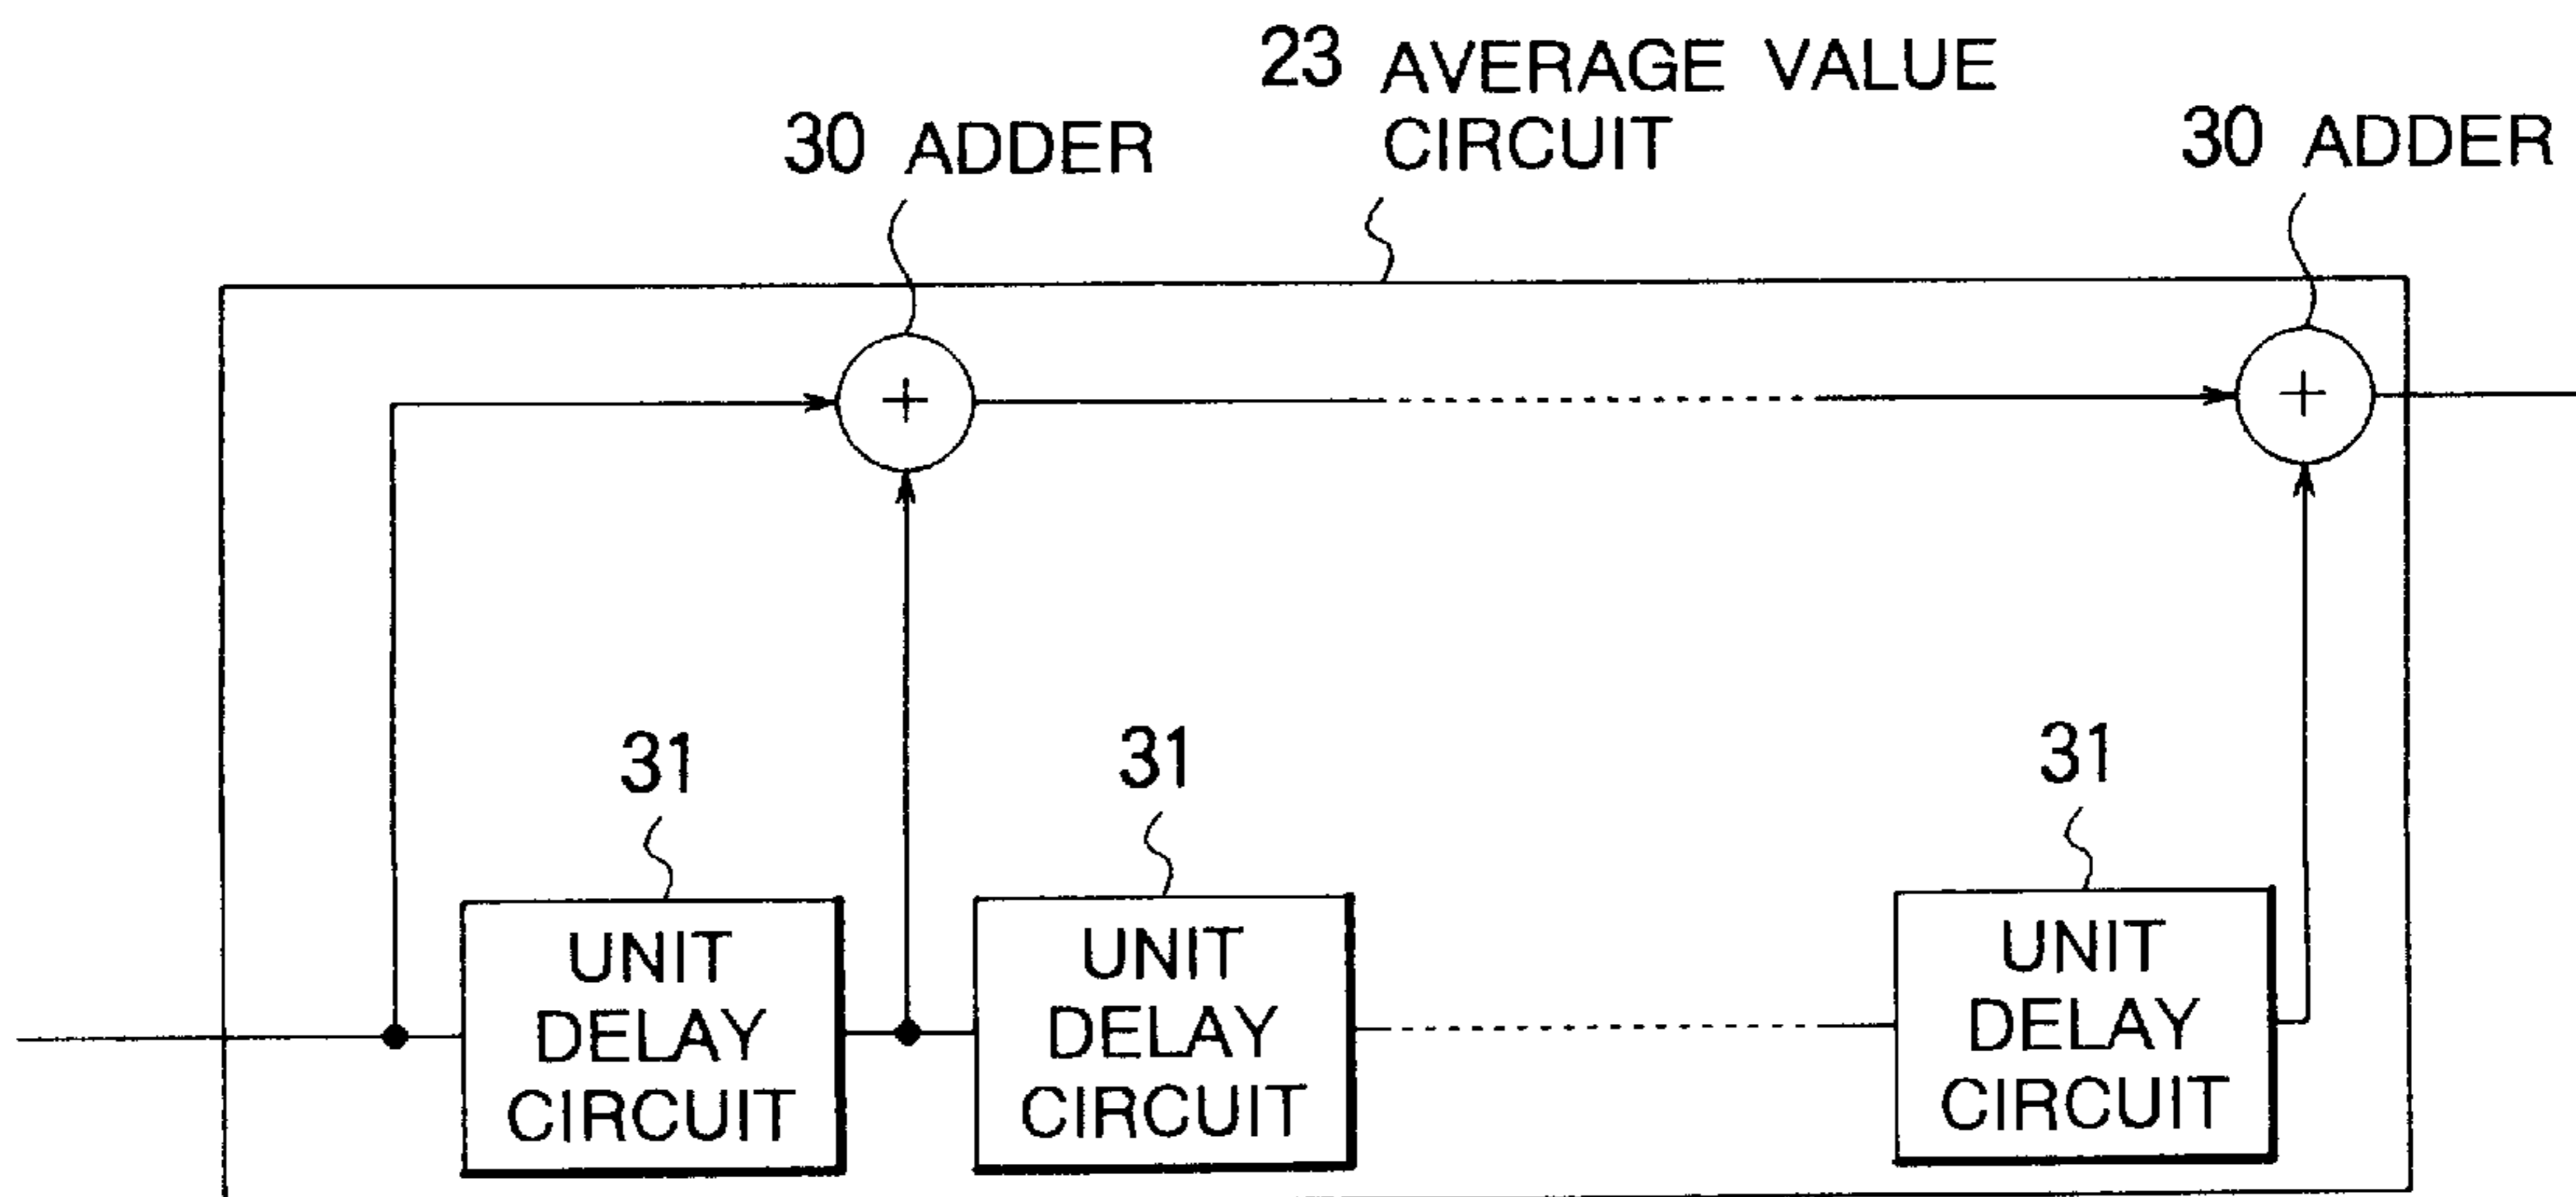 23 AVERAGE VALUE
CIRCUIT
30 ADDER
30 ADDER
+
+
31
31
31
UNIT
DELAY
CIRCUIT
UNIT
DELAY
CIRCUIT
UNIT
DELAY
CIRCUIT